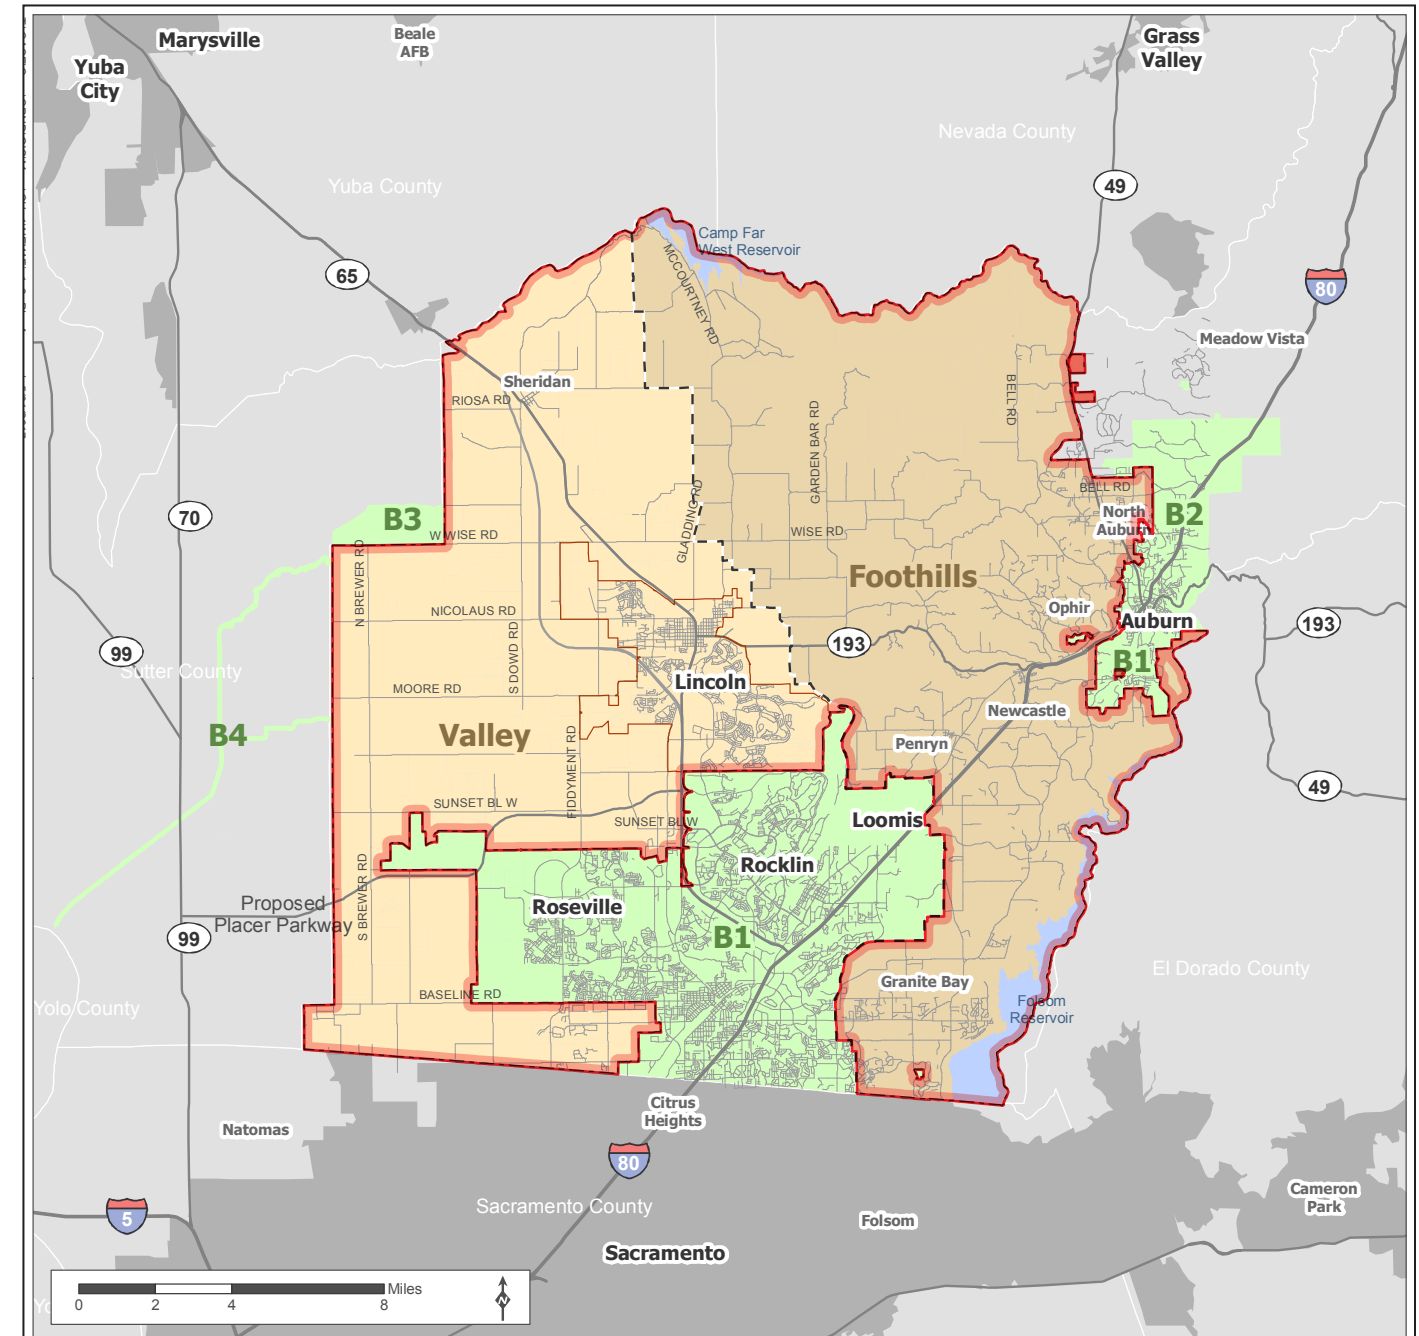 Marysville
Beale
AFB
Grass
Valley
Yuba
City
Nevada County
Yuba County
49
Camp Far
West Reservoir
MCCOURTNEY RD
65
80
Meadow Vista
Sheridan
RIOSA RD
BELL RD
GARDEN BAR RD
BELL RD
B3
70
GLADDING RD
W WISE RD
WISE RD
North
Auburn
B2
N BREWER RD
Foothills
NICOLAUS RD
Ophir
Auburn
193
193
99
Sutter County
S DOWD RD
B1
MOORE RD
Lincoln
Newcastle
B4
Valley
FIDDYMENT RD
Penryn
49
SUNSET BL W
SUNSET BL W
Loomis
Rocklin
S BREWER RD
Proposed
Placer Parkway
Roseville
99
B1
El Dorado County
Granite Bay
BASELINE RD
Folsom
Reservoir
Yolo County
Citrus
Heights
Natomas
80
Cameron
Park
5
Sacramento County
Folsom
Sacramento
Miles
0 2 4 8
N